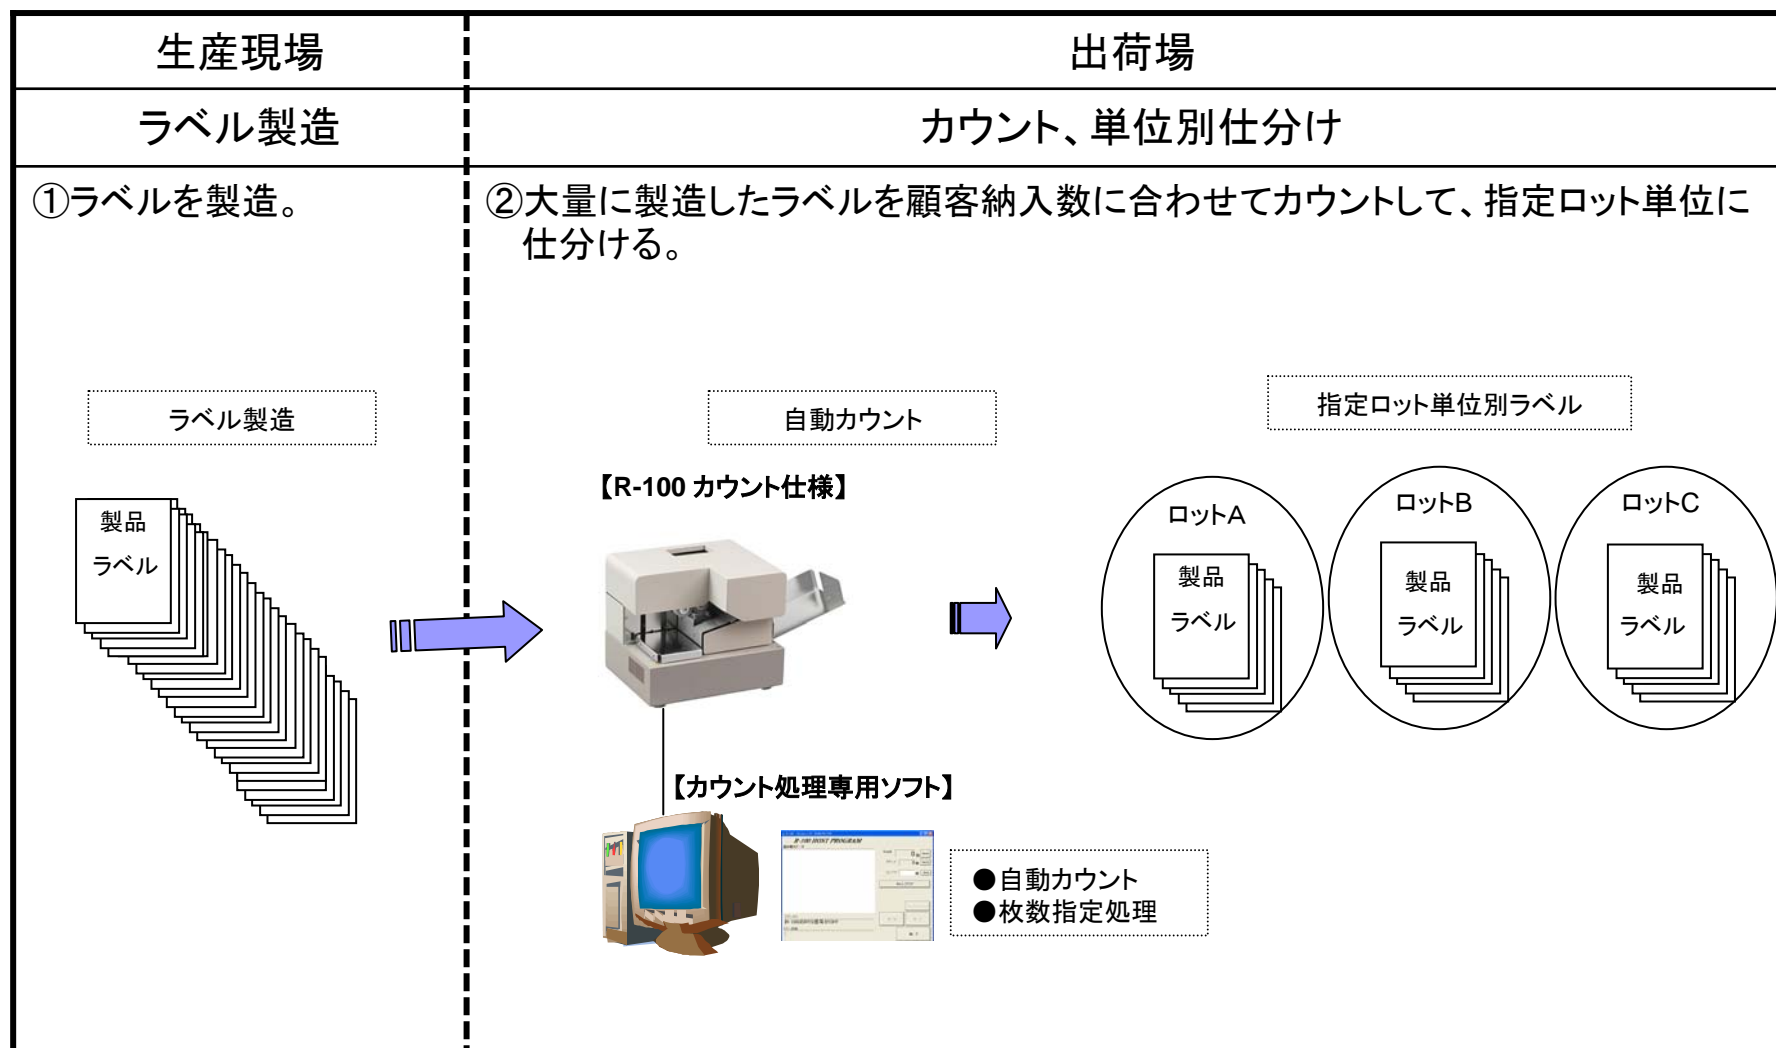 生産現場
出荷場
ラベル製造
カウント、単位別仕分け
①ラベルを製造。
②大量に製造したラベルを顧客納入数に合わせてカウントして、指定ロット単位に
仕分ける。
ラベル製造
自動カウント
指定ロット単位別ラベル
【R-100 カウント仕様】
製品
ラベル
ロットA
製品
ラベル
ロットB
製品
ラベル
ロットC
製品
ラベル
【カウント処理専用ソフト】
R-100 HOST PROGRAM
●自動カウント
●枚数指定処理